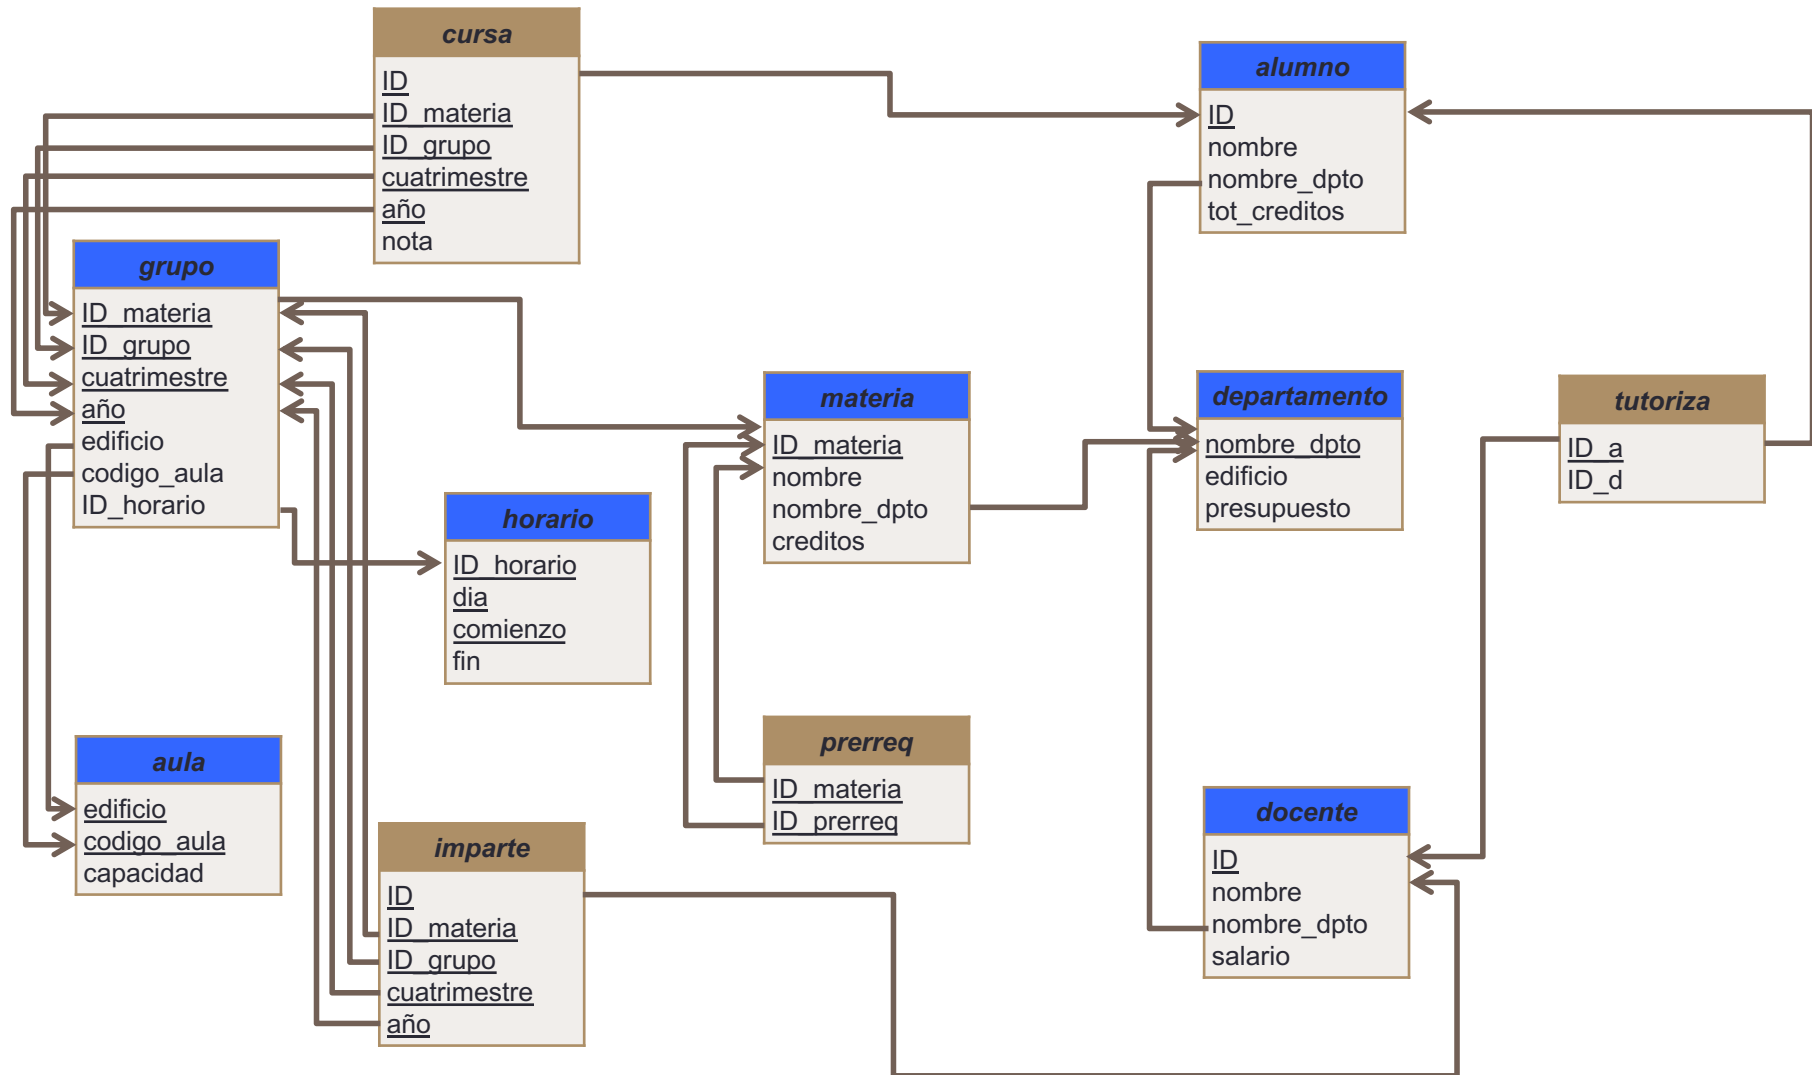 cursa
ID
ID_materia
ID_grupo
cuatrimestre
año
nota
alumno
ID
nombre
nombre_dpto
tot_creditos
grupo
ID_materia
ID_grupo
cuatrimestre
año
edificio
codigo_aula
ID_horario
materia
ID_materia
nombre
nombre_dpto
creditos
departamento
nombre_dpto
edificio
presupuesto
tutoriza
ID_a
ID_d
horario
ID_horario
dia
comienzo
fin
aula
edificio
codigo_aula
capacidad
prerreq
ID_materia
ID_prerreq
imparte
ID
ID_materia
ID_grupo
cuatrimestre
año
docente
ID
nombre
nombre_dpto
salario